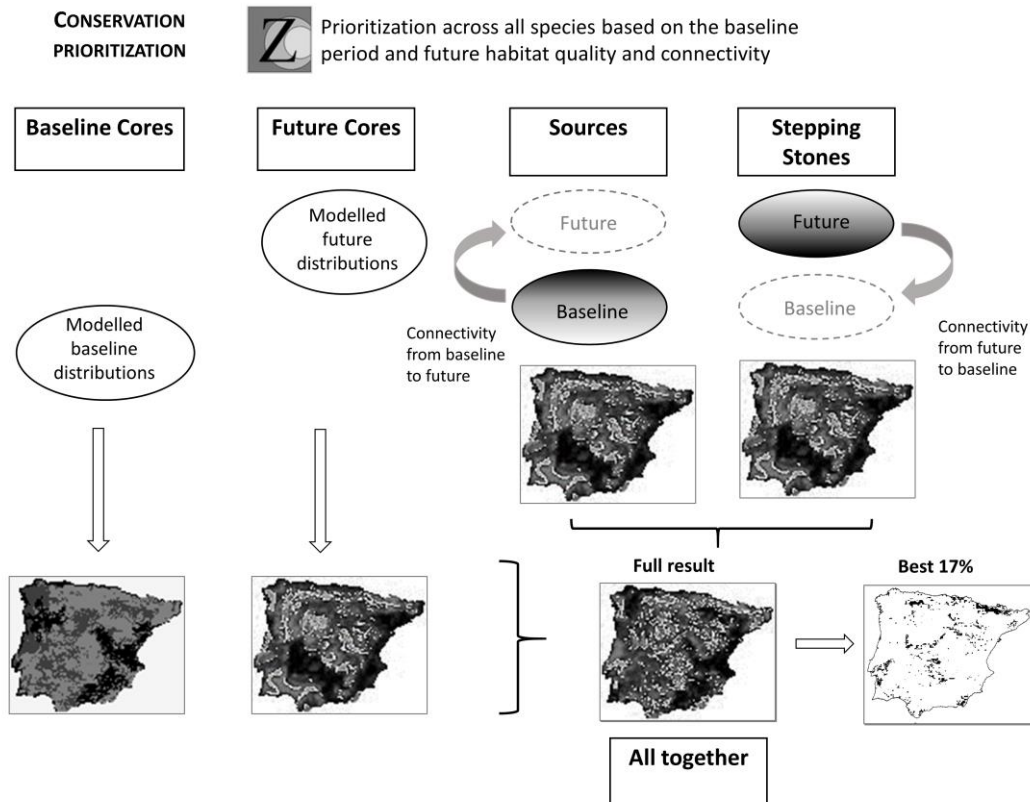 CONSERVATION
PRIORITIZATION
Z
Prioritization across all species based on the baseline
period and future habitat quality and connectivity
Baseline Cores
Future Cores
Sources
Stepping
Stones
Modelled
future
distributions
Future
Future
Modelled
baseline
distributions
Baseline
Baseline
Connectivity
from baseline
to future
Connectivity
from future
to baseline
Full result
Best 17%
All together